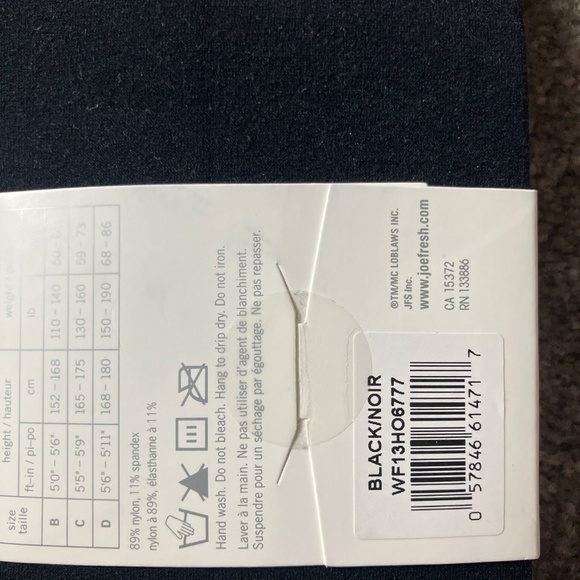 size
taille
height / hauteur
ft-in / pi-po
cm
lb
B
5'0" – 5'6"
152 – 168
110 – 140
C
5'5" – 5'9"
165 – 175
130 – 160
59 – 73
D
5'6" – 5'11"
168 – 180
150 – 190
68 – 86
89% nylon, 11% spandex
nylon à 89%, élasthanne à 11%
Hand wash. Do not bleach. Hang to drip dry. Do not iron.
Laver à la main. Ne pas utiliser d'agent de blanchiment.
Suspendre pour un séchage par égouttage. Ne pas repasser.
®TM/MC LOBLAWS INC.
JFS Inc.
www.joefresh.com
CA 15372
RN 133886
BLACK/NOIR
WF13HO6777
0 57846 61471 7